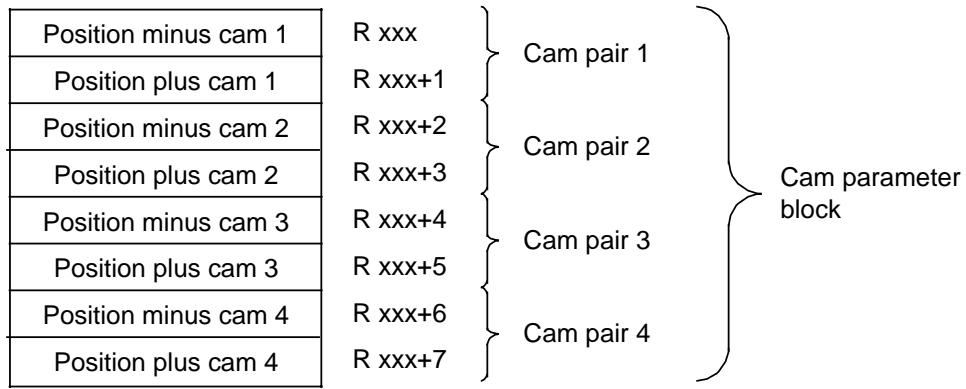 Position minus cam 1 R xxx
Position plus cam 1 R xxx+1
Cam pair 1
Position minus cam 2 R xxx+2
Position plus cam 2 R xxx+3
Cam pair 2
Position minus cam 3 R xxx+4
Position plus cam 3 R xxx+5
Cam pair 3
Position minus cam 4 R xxx+6
Position plus cam 4 R xxx+7
Cam pair 4
Cam parameter
block